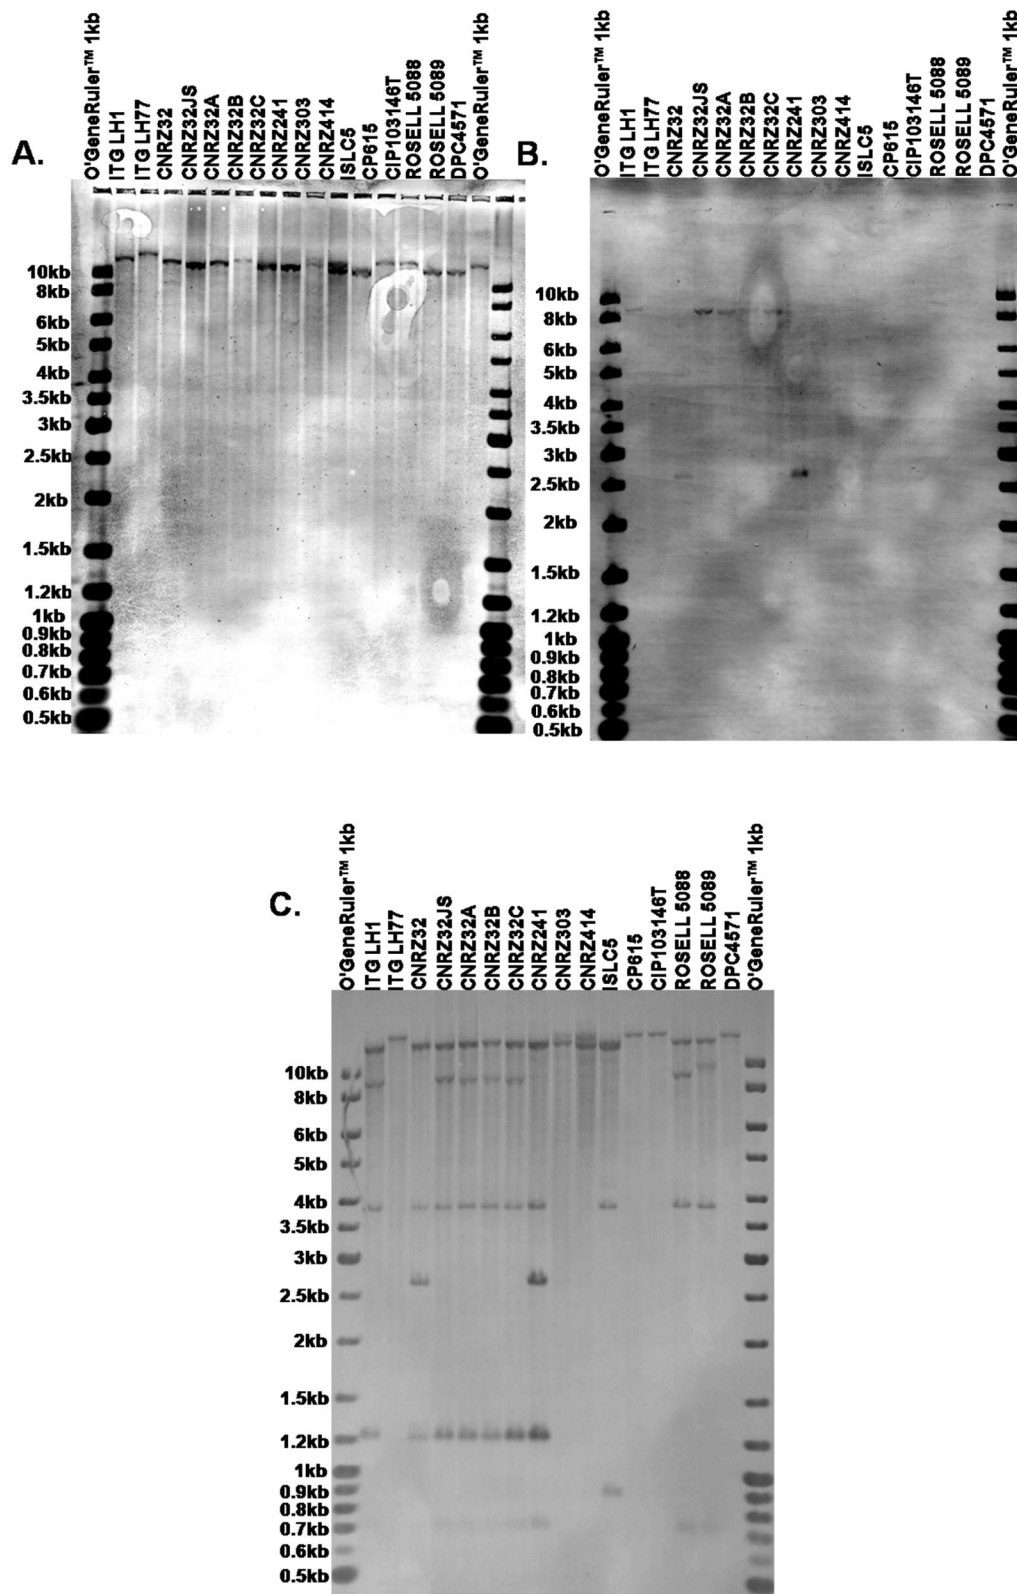 A.
O'GeneRuler™ 1kb
ITG LH1
ITG LH77
CNRZ32
CNRZ32JS
CNRZ32A
CNRZ32B
CNRZ32C
CNRZ241
CNRZ303
CNRZ414
ISLC5
CP615
CIP103146T
ROSELL 5088
ROSELL 5089
DPC4571
O'GeneRuler™ 1kb
10kb
8kb
6kb
5kb
4kb
3.5kb
3kb
2.5kb
2kb
1.5kb
1.2kb
1kb
0.9kb
0.8kb
0.7kb
0.6kb
0.5kb
B.
O'GeneRuler™ 1kb
ITG LH1
ITG LH77
CNRZ32
CNRZ32JS
CNRZ32A
CNRZ32B
CNRZ32C
CNRZ241
CNRZ303
CNRZ414
ISLC5
CP615
CIP103146T
ROSELL 5088
ROSELL 5089
DPC4571
O'GeneRuler™ 1kb
10kb
8kb
6kb
5kb
4kb
3.5kb
3kb
2.5kb
2kb
1.5kb
1.2kb
1kb
0.9kb
0.8kb
0.7kb
0.6kb
0.5kb
C.
O'GeneRuler™ 1kb
ITG LH1
ITG LH77
CNRZ32
CNRZ32JS
CNRZ32A
CNRZ32B
CNRZ32C
CNRZ241
CNRZ303
CNRZ414
ISLC5
CP615
CIP103146T
ROSELL 5088
ROSELL 5089
DPC4571
O'GeneRuler™ 1kb
10kb
8kb
6kb
5kb
4kb
3.5kb
3kb
2.5kb
2kb
1.5kb
1.2kb
1kb
0.9kb
0.8kb
0.7kb
0.6kb
0.5kb